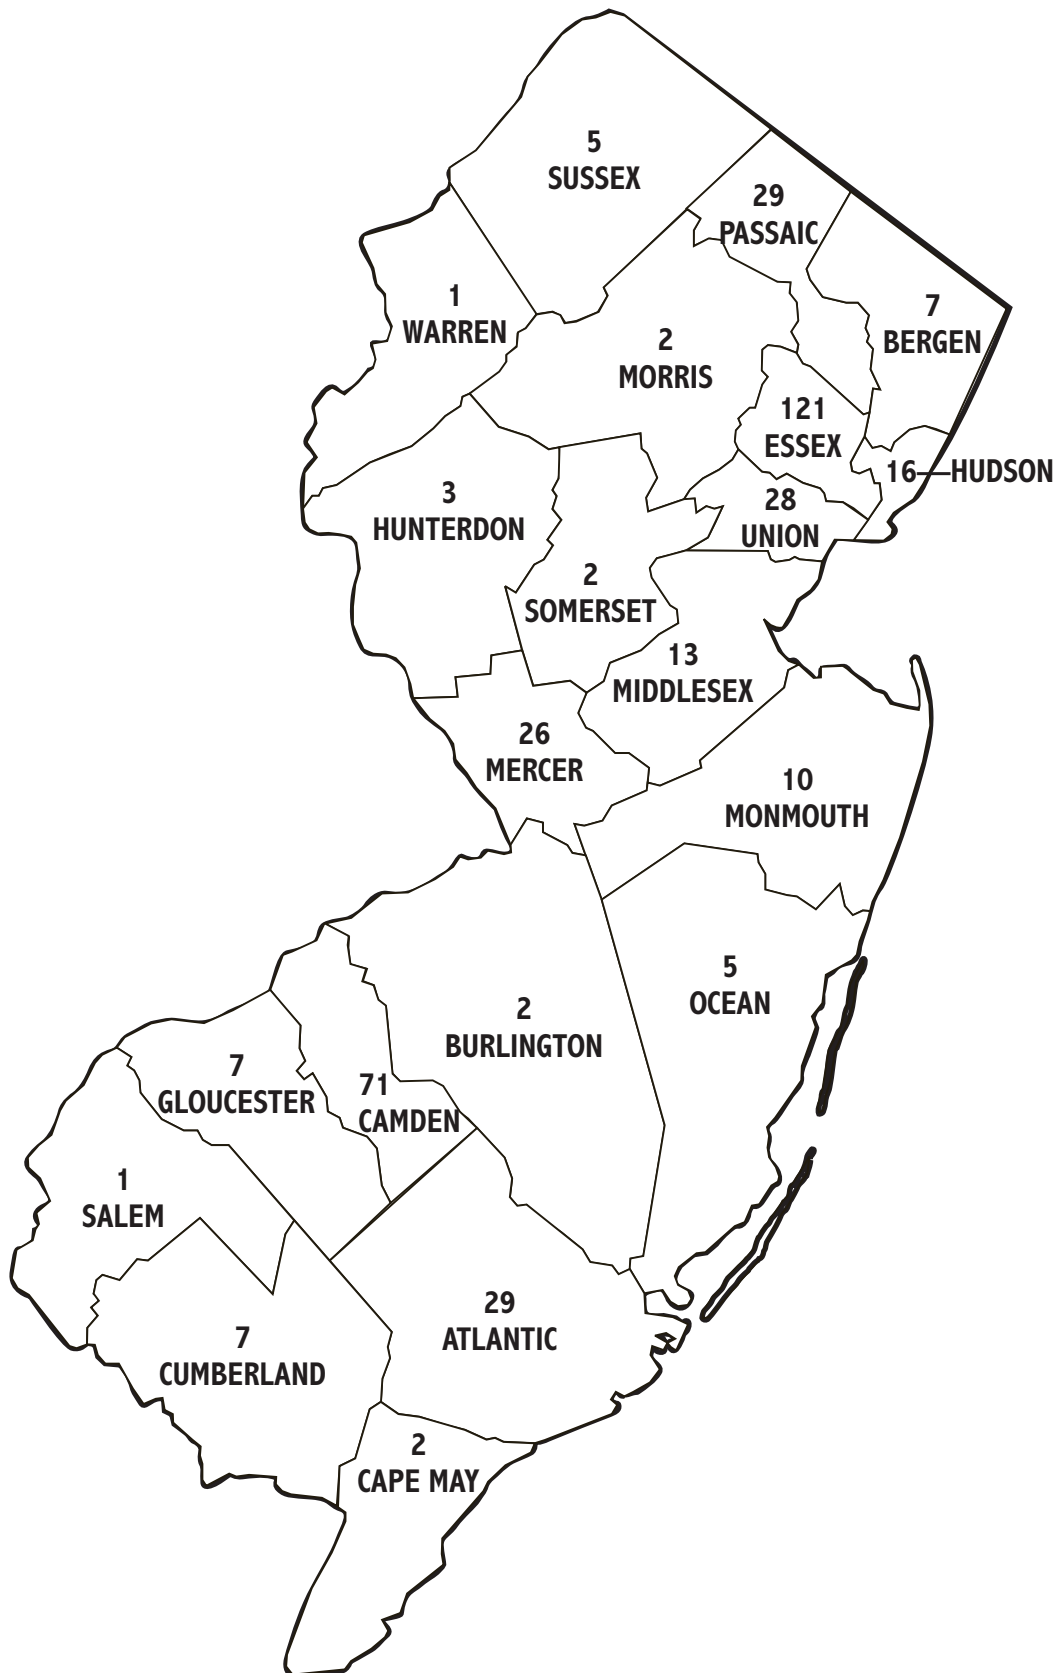 5
SUSSEX
29
PASSAIC
1
WARREN
7
BERGEN
2
MORRIS
121
ESSEX
16—HUDSON
3
HUNTERDON
28
UNION
2
SOMERSET
13
MIDDLESEX
26
MERCER
10
MONMOUTH
5
OCEAN
2
BURLINGTON
7
GLOUCESTER
71
CAMDEN
1
SALEM
29
ATLANTIC
7
CUMBERLAND
2
CAPE MAY